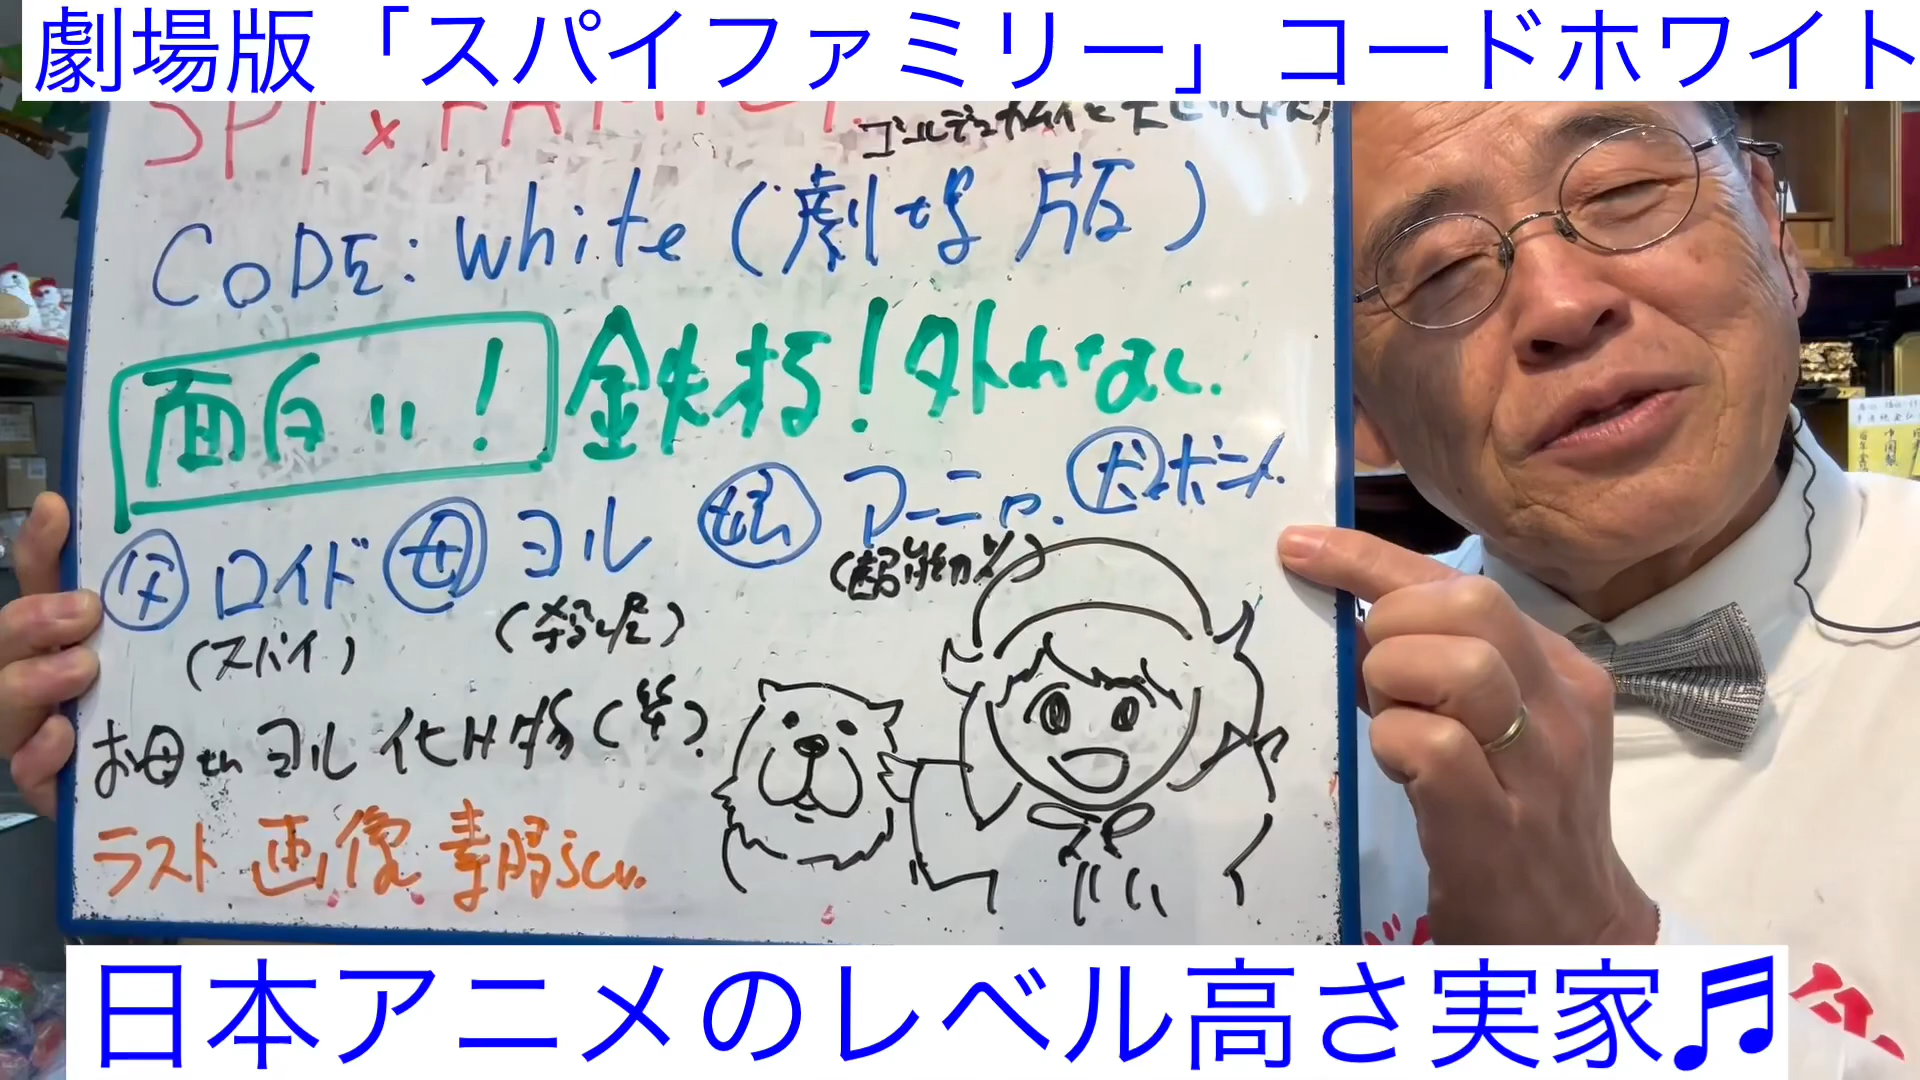 劇場版「スパイファミリー」コードホワイト
SPY×FAMILY.
CODE: White(劇場版)
面白い! 鉄板! 外れなし.
父 ロイド 母 ヨル 娘 アーニャ. 犬 ボンド
(スパイ) (殺し屋) (超能力)
お母さん ヨル 化け物(笑).
ラスト 画像 素晴らしい.
日本アニメのレベル高さ実家♬